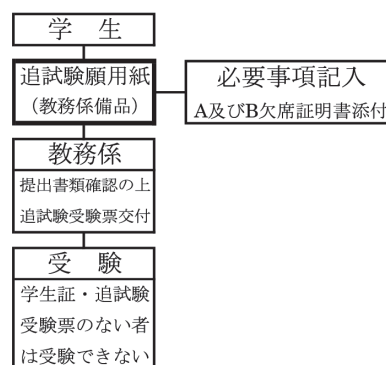 学　生
追試験願用紙
（教務係備品）
必要事項記入
A及びB欠席証明書添付
教務係
提出書類確認の上
追試験受験票交付
受　験
学生証・追試験
受験票のない者
は受験できない